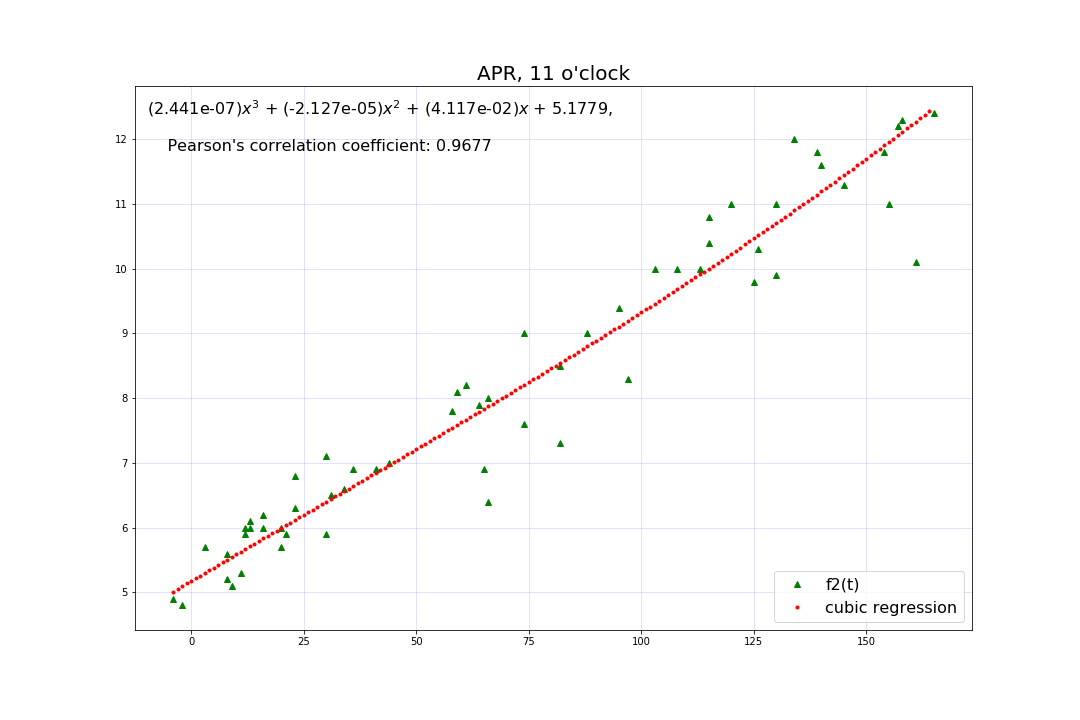 APR, 11 o'clock
(2.441e-07)x³ + (-2.127e-05)x² + (4.117e-02)x + 5.1779,
Pearson's correlation coefficient: 0.9677
12
11
10
9
8
7
6
5
f2(t)
cubic regression
0 25 50 75 100 125 150